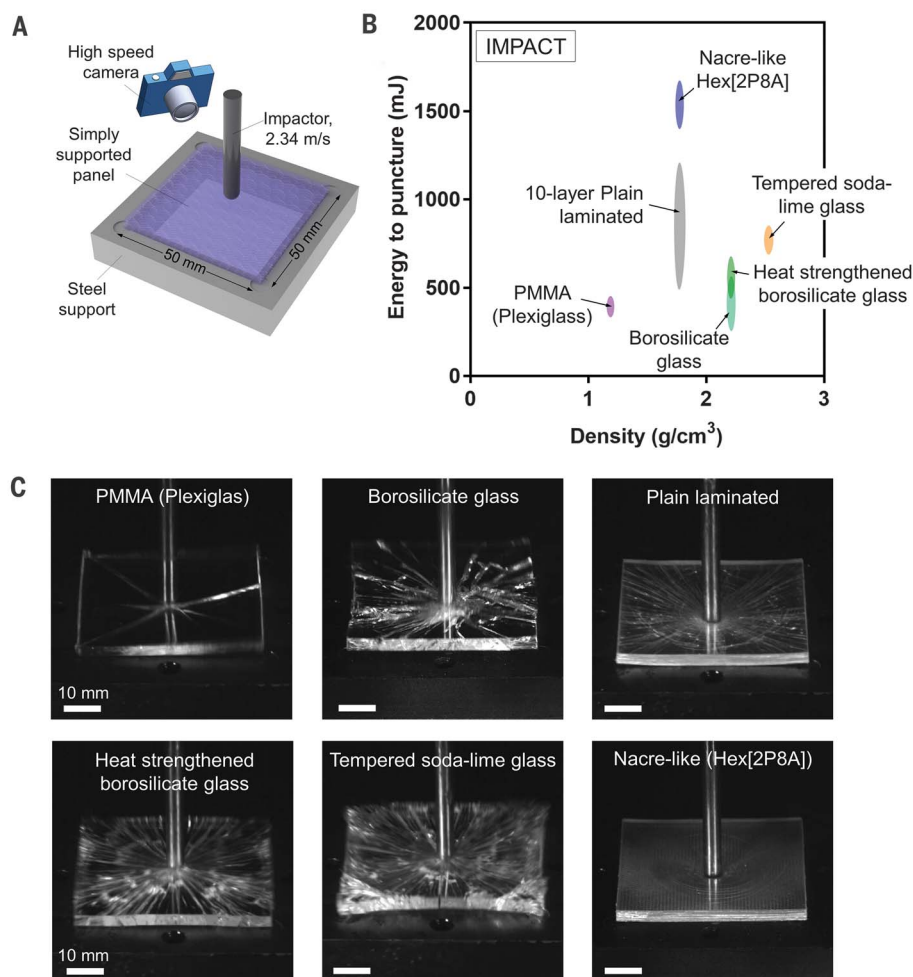 A
High speed
camera
Impactor,
2.34 m/s
Simply
supported
panel
50 mm
50 mm
Steel
support
B
IMPACT
Energy to puncture (mJ)
2000
1500
1000
500
0
0
1
2
3
Density (g/cm³)
Nacre-like
Hex[2P8A]
10-layer Plain
laminated
Tempered soda-
lime glass
PMMA
(Plexiglass)
Heat strengthened
borosilicate glass
Borosilicate
glass
C
PMMA (Plexiglas)
10 mm
Borosilicate glass
Plain laminated
Heat strengthened
borosilicate glass
10 mm
Tempered soda-lime glass
Nacre-like (Hex[2P8A])